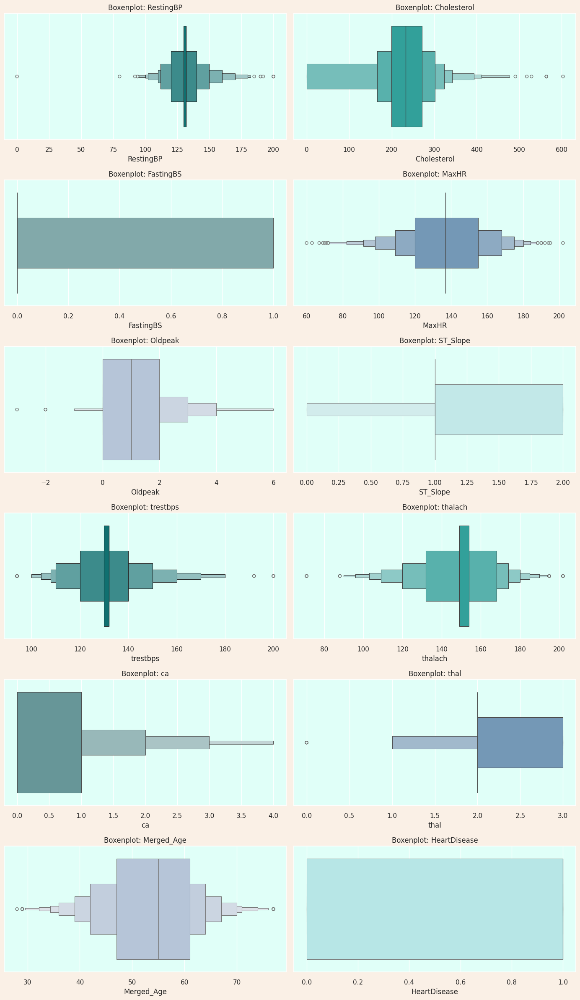 Boxenplot: RestingBP
0 25 50 75 100 125 150 175 200
RestingBP
Boxenplot: Cholesterol
0 100 200 300 400 500 600
Cholesterol
Boxenplot: FastingBS
0.0 0.2 0.4 0.6 0.8 1.0
FastingBS
Boxenplot: MaxHR
60 80 100 120 140 160 180 200
MaxHR
Boxenplot: Oldpeak
−2 0 2 4 6
Oldpeak
Boxenplot: ST_Slope
0.00 0.25 0.50 0.75 1.00 1.25 1.50 1.75 2.00
ST_Slope
Boxenplot: trestbps
100 120 140 160 180 200
trestbps
Boxenplot: thalach
80 100 120 140 160 180 200
thalach
Boxenplot: ca
0.0 0.5 1.0 1.5 2.0 2.5 3.0 3.5 4.0
ca
Boxenplot: thal
0.0 0.5 1.0 1.5 2.0 2.5 3.0
thal
Boxenplot: Merged_Age
30 40 50 60 70
Merged_Age
Boxenplot: HeartDisease
0.0 0.2 0.4 0.6 0.8 1.0
HeartDisease